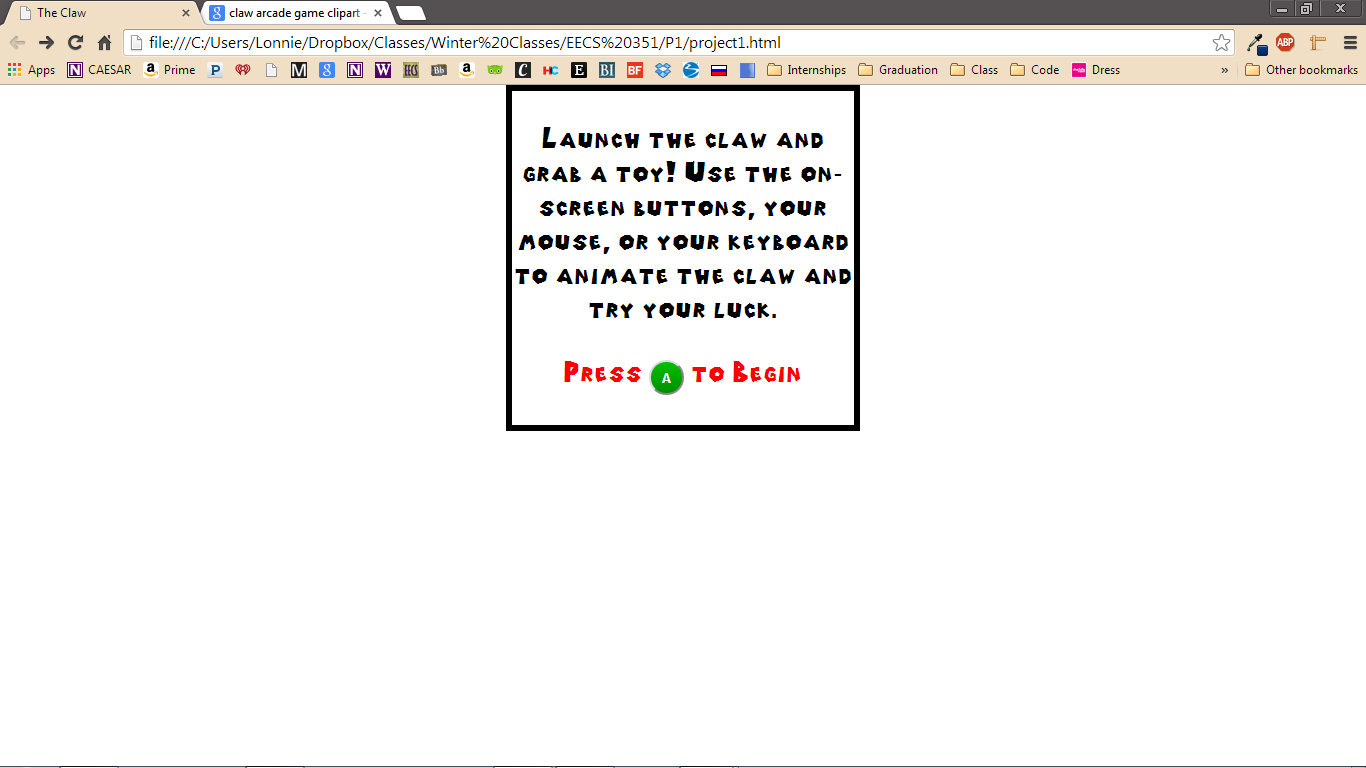 The Claw
claw arcade game clipart -
file:///C:/Users/Lonnie/Dropbox/Classes/Winter%20Classes/EECS%20351/P1/project1.html
ABP
Apps CAESAR Prime Internships Graduation Class Code Dress » Other bookmarks
Launch the claw and
grab a toy! Use the on-
screen buttons, your
mouse, or your keyboard
to animate the claw and
try your luck.
Press A to Begin